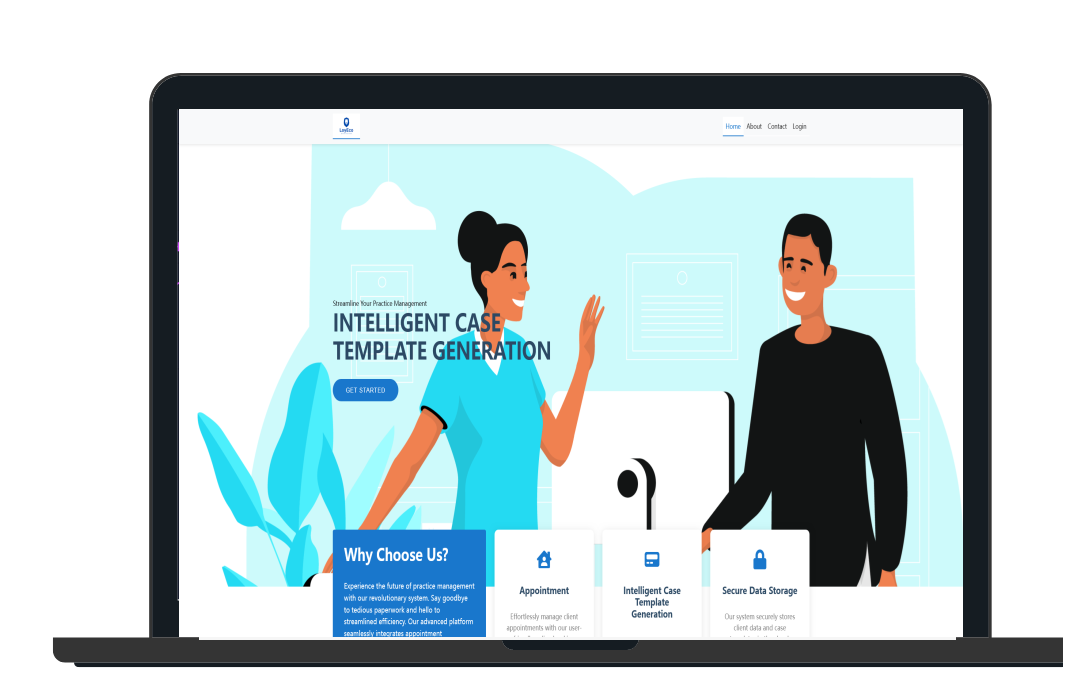 LoyEco
Home About Contact Login
Streamline Your Practice Management
INTELLIGENT CASE
TEMPLATE GENERATION
GET STARTED
Why Choose Us?
Experience the future of practice management
with our revolutionary system. Say goodbye
to tedious paperwork and hello to
streamlined efficiency. Our advanced platform
seamlessly integrates appointment
Appointment
Effortlessly manage client
appointments with our user-
Intelligent Case
Template
Generation
Secure Data Storage
Our system securely stores
client data and case